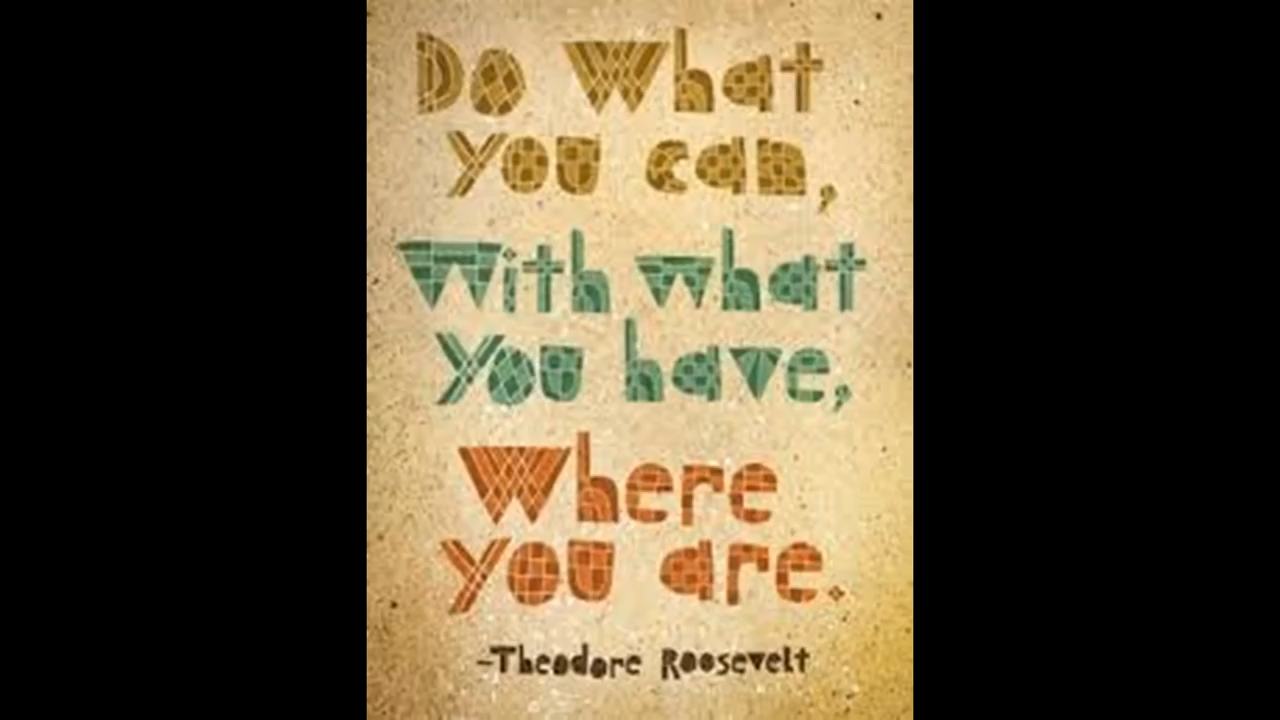 Do What
you can,
With what
you have,
Where
you are.
-Theodore Roosevelt